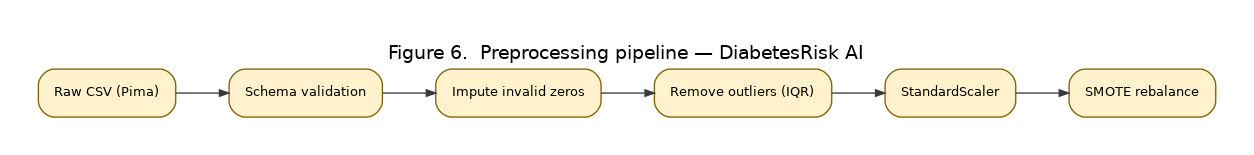 Figure 6.  Preprocessing pipeline — DiabetesRisk AI
Raw CSV (Pima)
Schema validation
Impute invalid zeros
Remove outliers (IQR)
StandardScaler
SMOTE rebalance